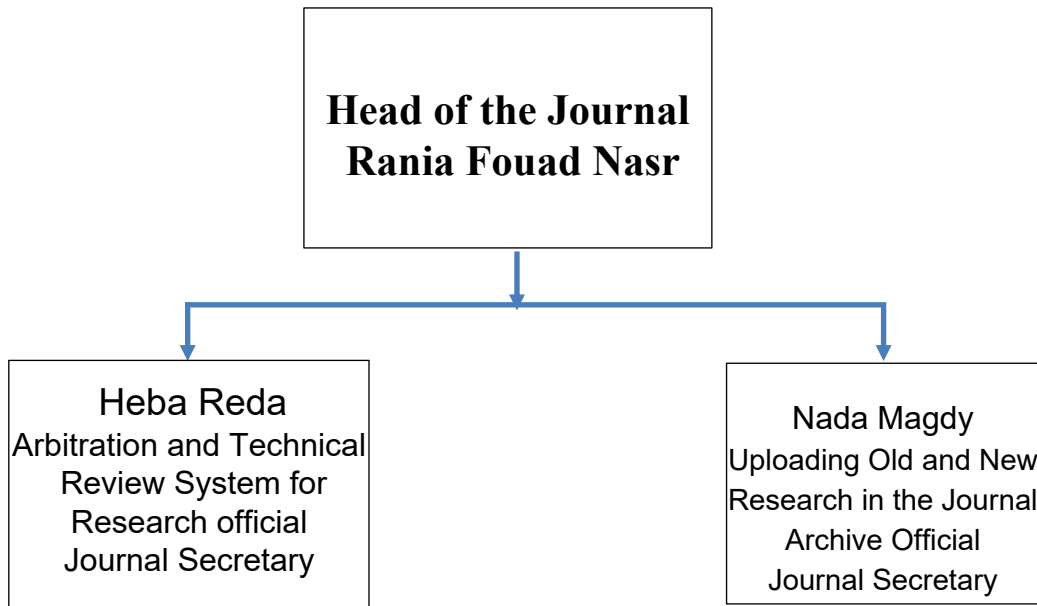 Head of the Journal
Rania Fouad Nasr
Heba Reda
Arbitration and Technical
Review System for
Research official
Journal Secretary
Nada Magdy
Uploading Old and New
Research in the Journal
Archive Official
Journal Secretary